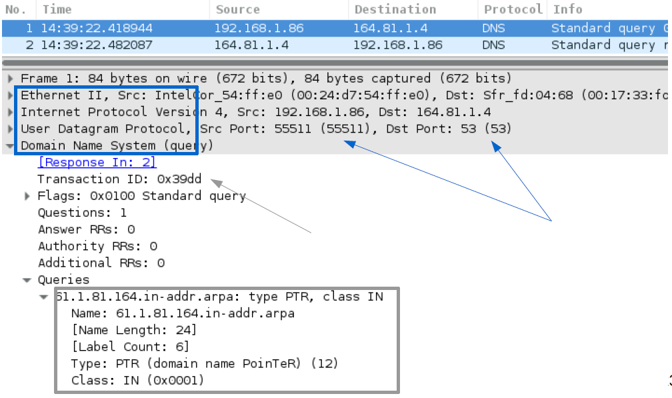 No. Time Source Destination Protocol Info
1 14:39:22.418944 192.168.1.86 164.81.1.4 DNS Standard query
2 14:39:22.482087 164.81.1.4 192.168.1.86 DNS Standard query
Frame 1: 84 bytes on wire (672 bits), 84 bytes captured (672 bits)
Ethernet II, Src: IntelCor_54:ff:e0 (00:24:d7:54:ff:e0), Dst: Sfr_fd:04:68 (00:17:33:fd
Internet Protocol Version 4, Src: 192.168.1.86, Dst: 164.81.1.4
User Datagram Protocol, Src Port: 55511 (55511), Dst Port: 53 (53)
Domain Name System (query)
[Response In: 2]
Transaction ID: 0x39dd
Flags: 0x0100 Standard query
Questions: 1
Answer RRs: 0
Authority RRs: 0
Additional RRs: 0
Queries
61.1.81.164.in-addr.arpa: type PTR, class IN
Name: 61.1.81.164.in-addr.arpa
[Name Length: 24]
[Label Count: 6]
Type: PTR (domain name PoinTeR) (12)
Class: IN (0x0001)